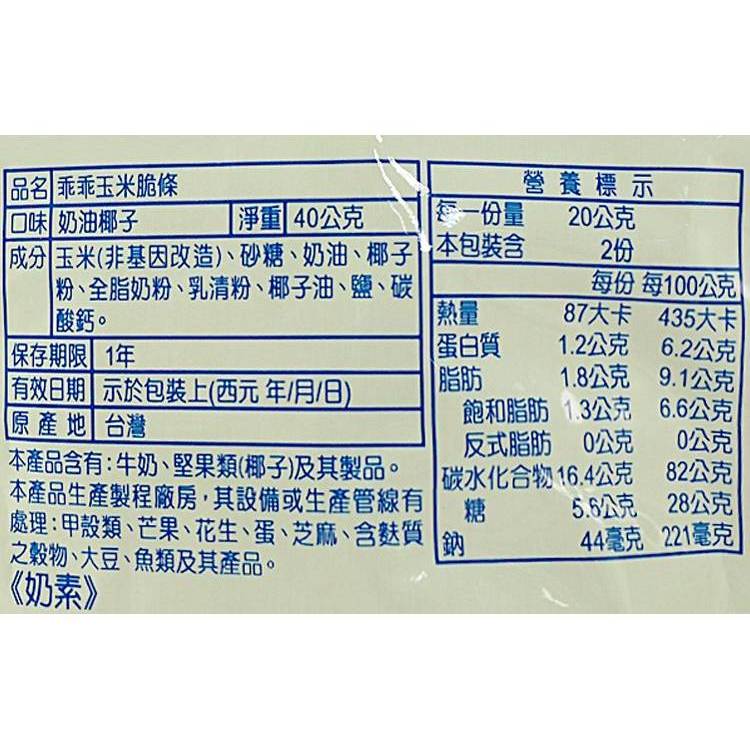 品名 乖乖玉米脆條
口味 奶油椰子 淨重 40公克
成分 玉米(非基因改造)、砂糖、奶油、椰子
粉、全脂奶粉、乳清粉、椰子油、鹽、碳
酸鈣。
保存期限 1年
有效日期 示於包裝上(西元 年/月/日)
原產地 台灣
本產品含有:牛奶、堅果類(椰子)及其製品。
本產品生產製程廠房,其設備或生產管線有
處理:甲殼類、芒果、花生、蛋、芝麻、含麩質
之穀物、大豆、魚類及其產品。
《奶素》
營養標示
每一份量 20公克
本包裝含 2份
每份 每100公克
熱量 87大卡 435大卡
蛋白質 1.2公克 6.2公克
脂肪 1.8公克 9.1公克
飽和脂肪 1.3公克 6.6公克
反式脂肪 0公克 0公克
碳水化合物 16.4公克 82公克
糖 5.6公克 28公克
鈉 44毫克 221毫克